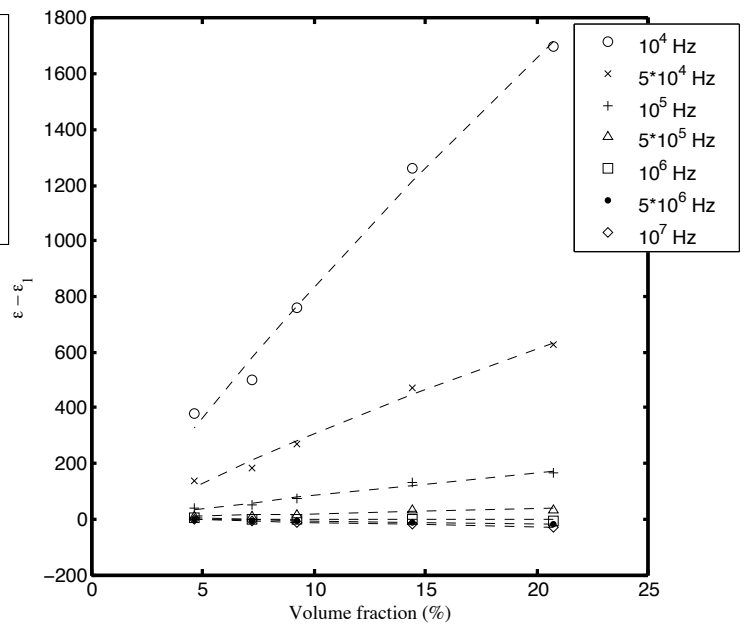 1800
1600
1400
1200
1000
800
600
400
200
0
−200
0
5
10
15
20
25
Volume fraction (%)
ε − ε_l
10^4 Hz
5*10^4 Hz
10^5 Hz
5*10^5 Hz
10^6 Hz
5*10^6 Hz
10^7 Hz